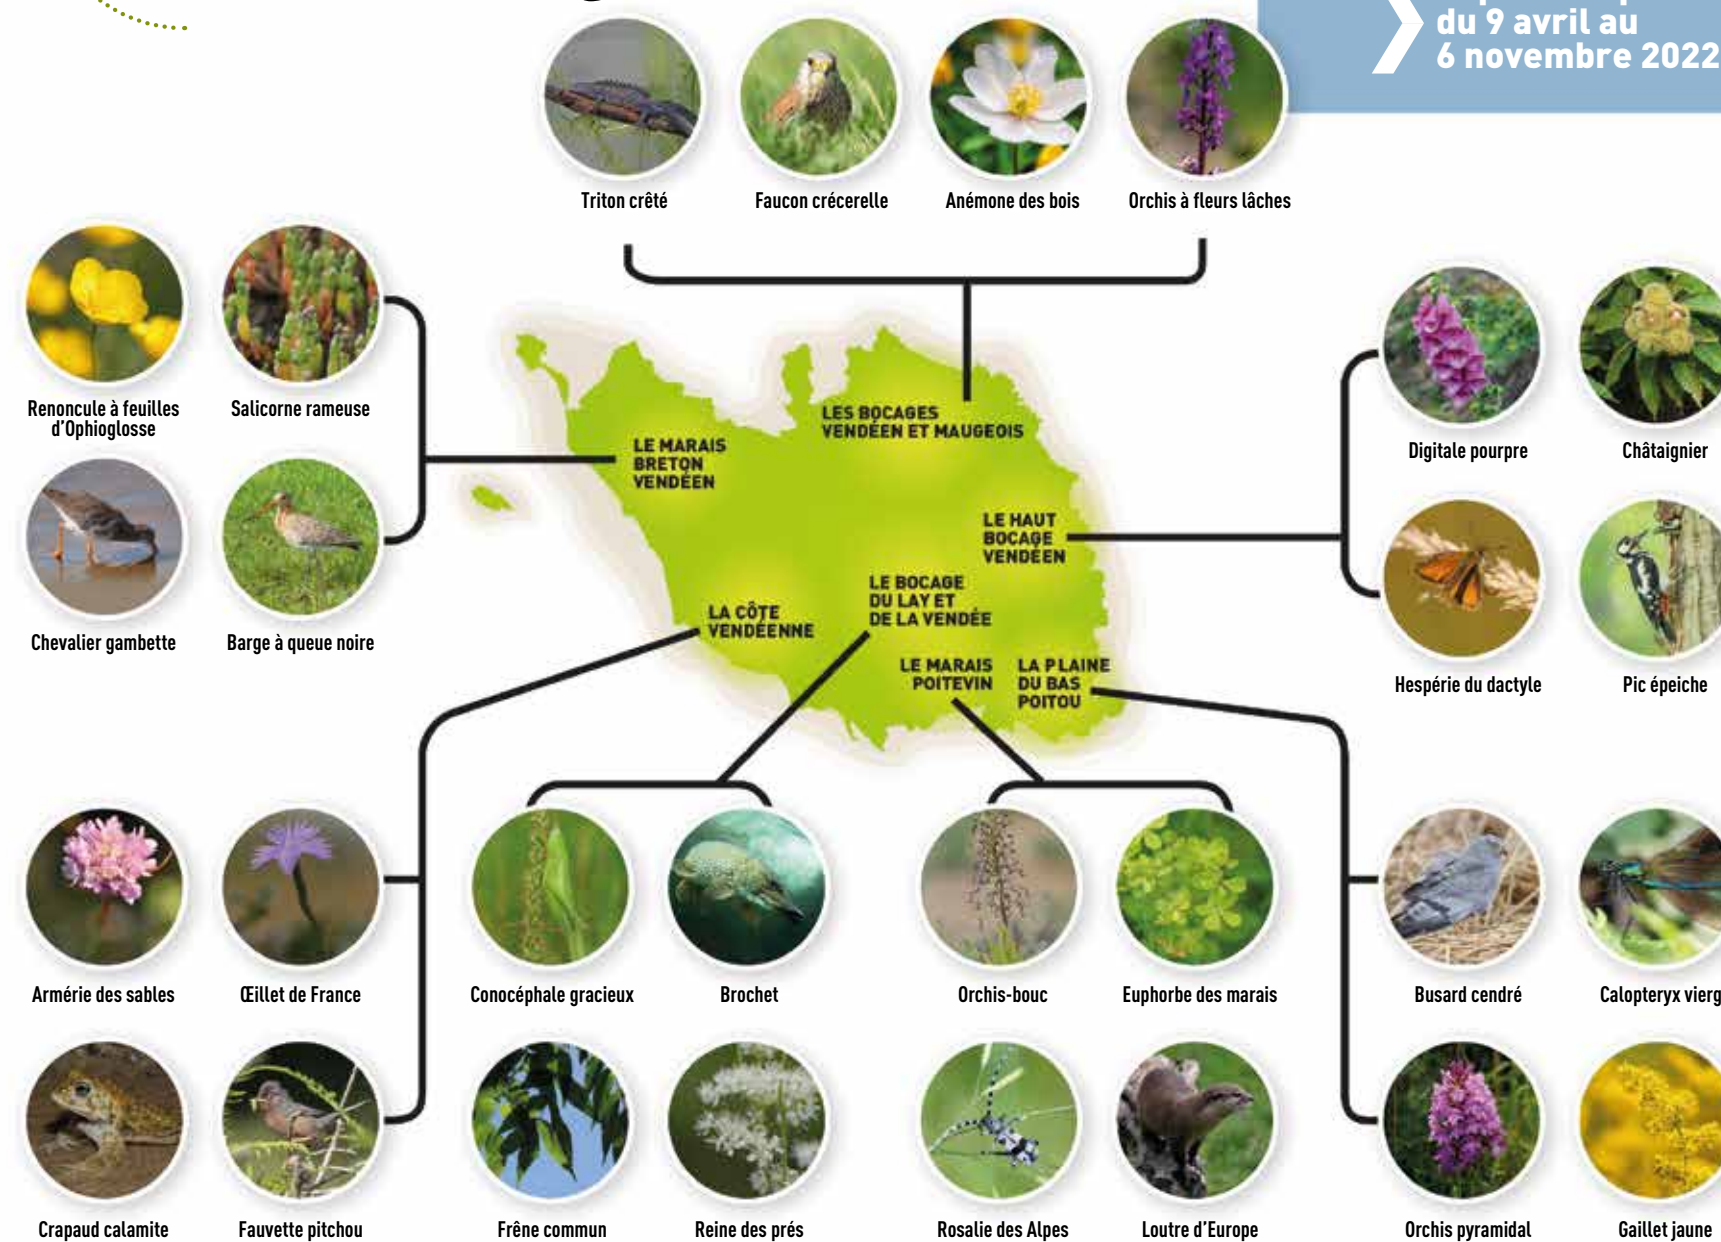 du 9 avril au
6 novembre 2022
Triton crêté
Faucon crécerelle
Anémone des bois
Orchis à fleurs lâches
Renoncule à feuilles
d'Ophioglosse
Salicorne rameuse
Chevalier gambette
Barge à queue noire
LES BOCAGES
VENDÉEN ET MAUGEOIS
LE MARAIS
BRETON
VENDÉEN
LE HAUT
BOCAGE
VENDÉEN
LE BOCAGE
DU LAY ET
DE LA VENDÉE
LA CÔTE
VENDÉENNE
LE MARAIS
POITEVIN
LA PLAINE
DU BAS
POITOU
Digitale pourpre
Châtaignier
Hespérie du dactyle
Pic épeiche
Armérie des sables
Œillet de France
Conocéphale gracieux
Brochet
Orchis-bouc
Euphorbe des marais
Busard cendré
Calopteryx vierg
Crapaud calamite
Fauvette pitchou
Frêne commun
Reine des prés
Rosalie des Alpes
Loutre d'Europe
Orchis pyramidal
Gaillet jaune